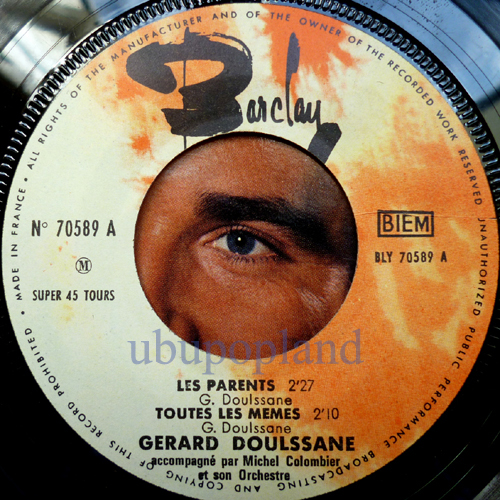 ALL RIGHTS OF THE MANUFACTURER AND OF THE OWNER OF THE RECORDED WORK RESERVED UNAUTHORIZED PUBLIC PERFORMANCE BROADCASTING AND COPYING OF THIS RECORD PROHIBITED • MADE IN FRANCE •
Barclay
N° 70589 A
BIEM
M
BLY 70589 A
SUPER 45 TOURS
ubupopland
LES PARENTS 2'27
G. Doulssane
TOUTES LES MEMES 2'10
G. Doulssane
GERARD DOULSSANE
accompagné par Michel Colombier
et son Orchestre